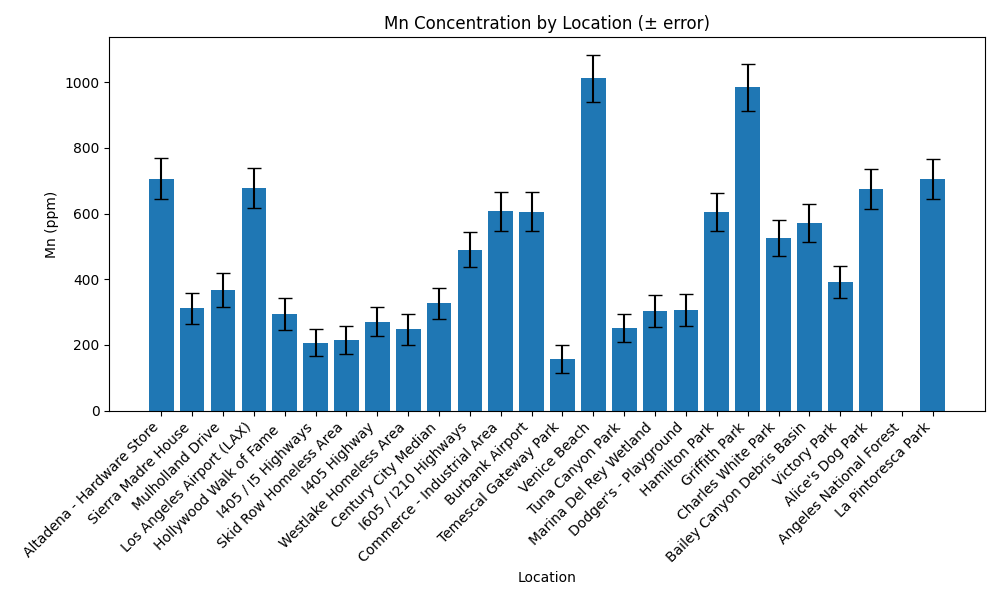 Mn Concentration by Location (± error)
Mn (ppm)
1000
800
600
400
200
0
Altadena - Hardware Store
Sierra Madre House
Mulholland Drive
Los Angeles Airport (LAX)
Hollywood Walk of Fame
I405 / I5 Highways
Skid Row Homeless Area
I405 Highway
Westlake Homeless Area
Century City Median
I605 / I210 Highways
Commerce - Industrial Area
Burbank Airport
Temescal Gateway Park
Venice Beach
Tuna Canyon Park
Marina Del Rey Wetland
Dodger's - Playground
Hamilton Park
Griffith Park
Charles White Park
Bailey Canyon Debris Basin
Victory Park
Alice's Dog Park
Angeles National Forest
La Pintoresca Park
Location